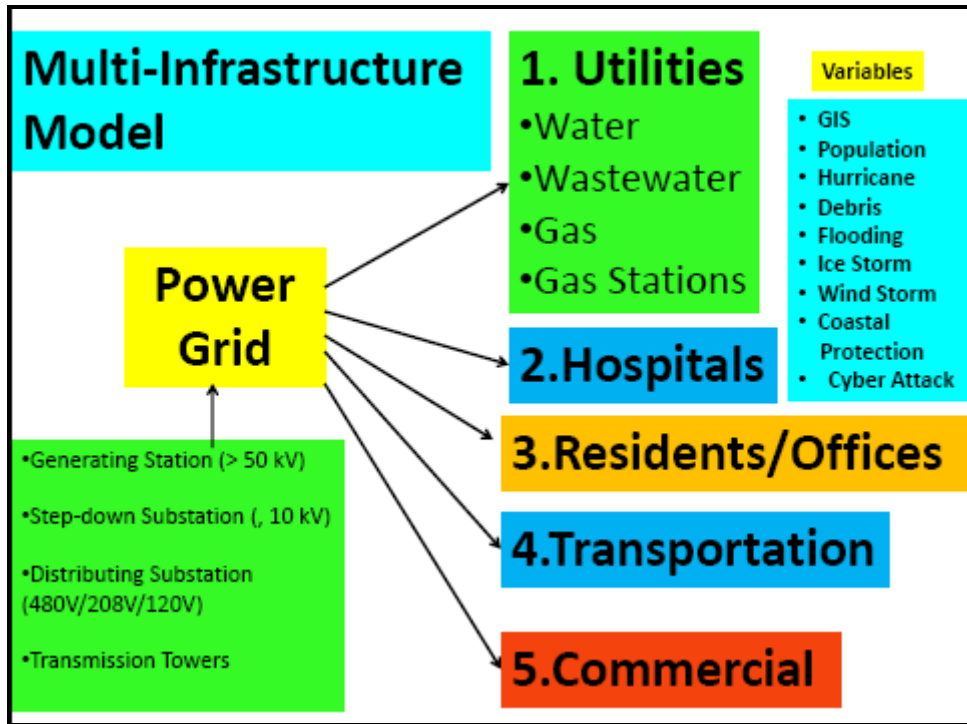 Multi-Infrastructure
Model
1. Utilities
•Water
•Wastewater
•Gas
•Gas Stations
Variables
• GIS
• Population
• Hurricane
• Debris
• Flooding
• Ice Storm
• Wind Storm
• Coastal
Protection
• Cyber Attack
Power
Grid
2.Hospitals
3.Residents/Offices
4.Transportation
5.Commercial
•Generating Station (> 50 kV)
•Step-down Substation (, 10 kV)
•Distributing Substation
(480V/208V/120V)
•Transmission Towers